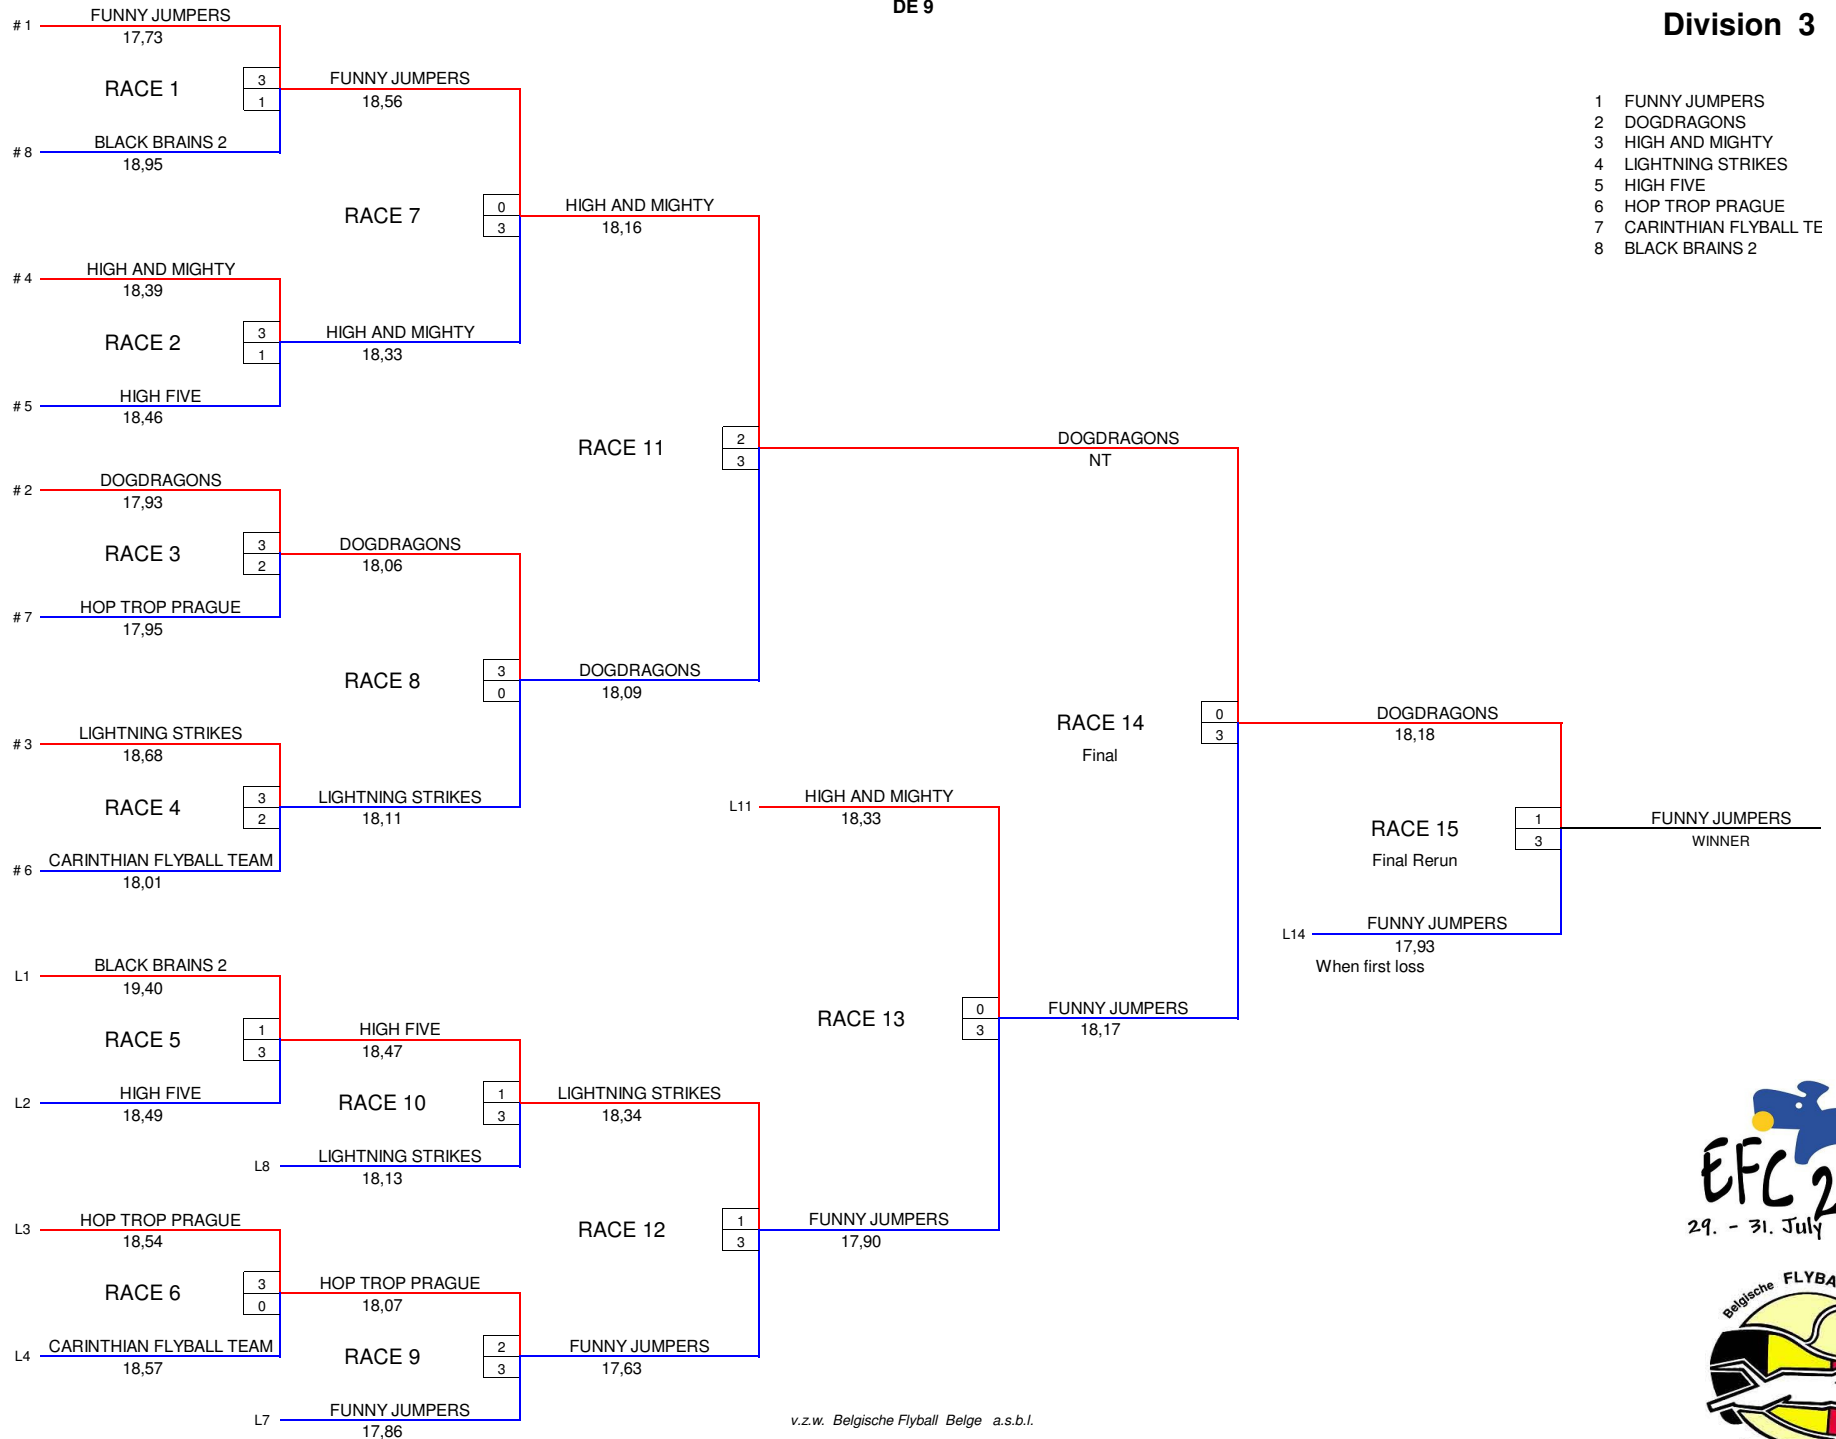 DE 9
Division 3
1 FUNNY JUMPERS
2 DOGDRAGONS
3 HIGH AND MIGHTY
4 LIGHTNING STRIKES
5 HIGH FIVE
6 HOP TROP PRAGUE
7 CARINTHIAN FLYBALL TE
8 BLACK BRAINS 2
# 1 FUNNY JUMPERS
17,73
RACE 1
3
1
# 8 BLACK BRAINS 2
18,95
# 4 HIGH AND MIGHTY
18,39
RACE 2
3
1
# 5 HIGH FIVE
18,46
# 2 DOGDRAGONS
17,93
RACE 3
3
2
# 7 HOP TROP PRAGUE
17,95
# 3 LIGHTNING STRIKES
18,68
RACE 4
3
2
# 6 CARINTHIAN FLYBALL TEAM
18,01
L1 BLACK BRAINS 2
19,40
RACE 5
1
3
L2 HIGH FIVE
18,49
L3 HOP TROP PRAGUE
18,54
RACE 6
3
0
L4 CARINTHIAN FLYBALL TEAM
18,57
FUNNY JUMPERS
18,56
RACE 7
0
3
HIGH AND MIGHTY
18,33
DOGDRAGONS
18,06
RACE 8
3
0
LIGHTNING STRIKES
18,11
HIGH FIVE
18,47
RACE 10
1
3
L8 LIGHTNING STRIKES
18,13
HOP TROP PRAGUE
18,07
RACE 9
2
3
L7 FUNNY JUMPERS
17,86
HIGH AND MIGHTY
18,16
RACE 11
2
3
DOGDRAGONS
18,09
LIGHTNING STRIKES
18,34
RACE 12
1
3
FUNNY JUMPERS
17,63
L11 HIGH AND MIGHTY
18,33
RACE 13
0
3
FUNNY JUMPERS
17,90
DOGDRAGONS
NT
RACE 14
Final
0
3
FUNNY JUMPERS
18,17
DOGDRAGONS
18,18
RACE 15
Final Rerun
1
3
L14 FUNNY JUMPERS
17,93
When first loss
FUNNY JUMPERS
WINNER
EFC 2
29. - 31. July
Belgische FLYBA
v.z.w. Belgische Flyball Belge a.s.b.l.